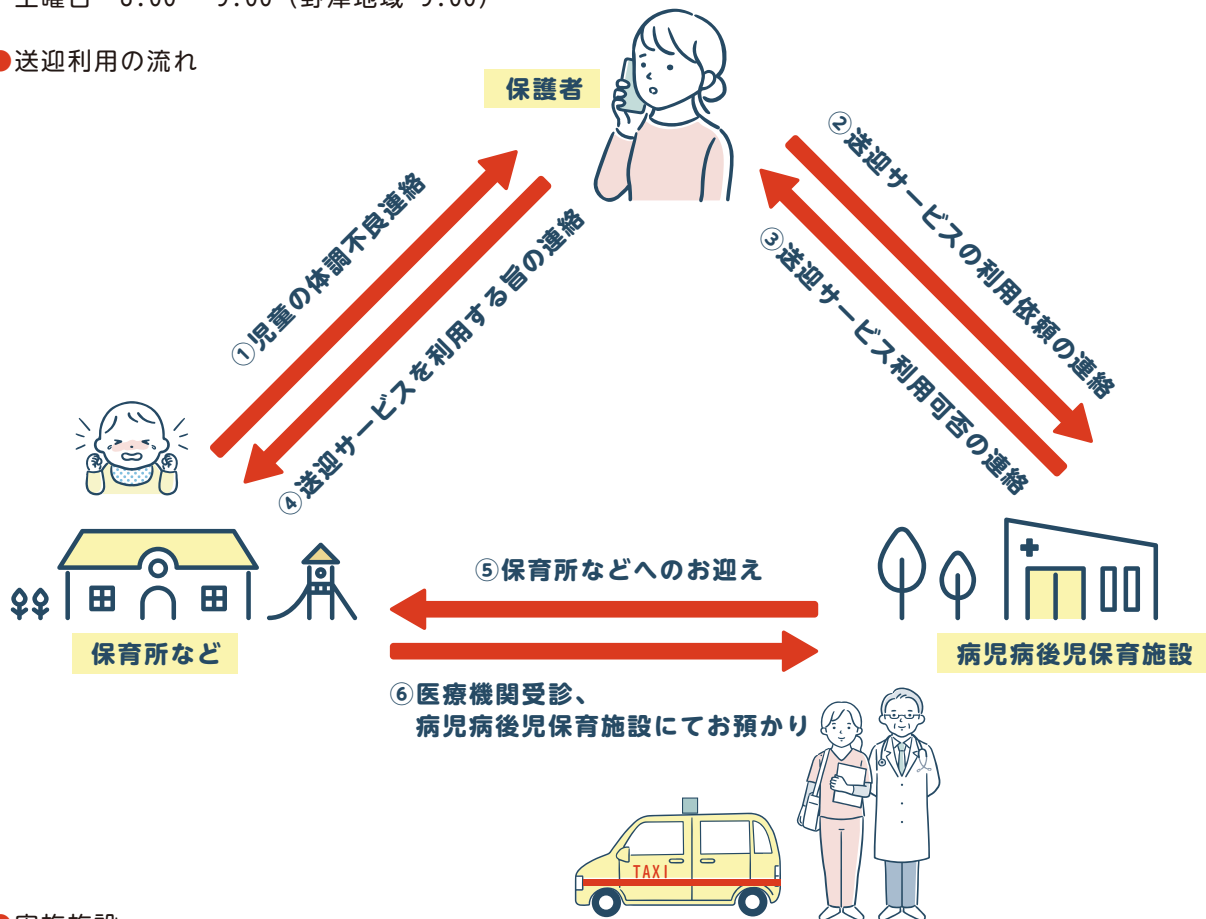 ●送迎利用の流れ
保護者
①児童の体調不良連絡
②送迎サービスの利用依頼の連絡
③送迎サービス利用可否の連絡
④送迎サービスを利用する旨の連絡
⑤保育所などへのお迎え
保育所など
病児病後児保育施設
⑥医療機関受診、
病児病後児保育施設にてお預かり
TAXI